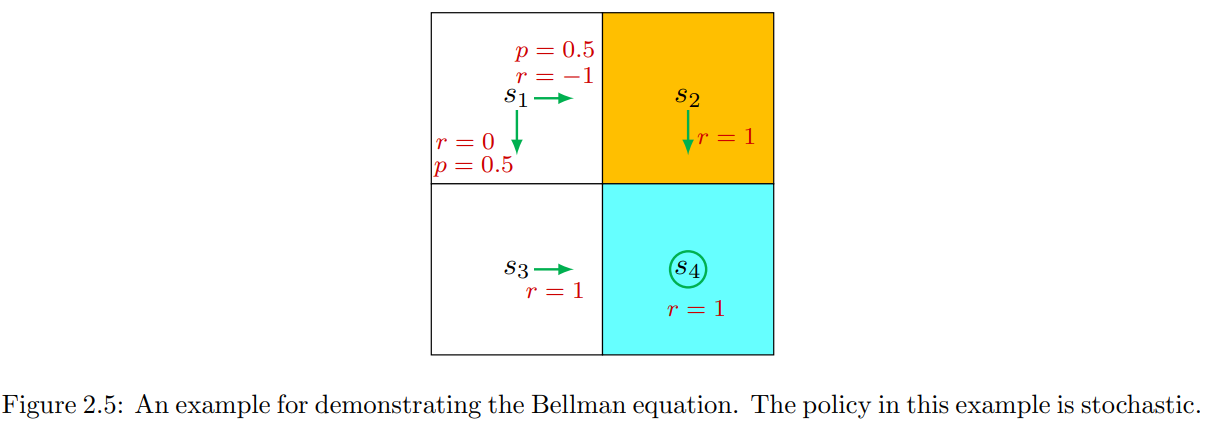 p = 0.5
r = −1
s₁
s₂
r = 0
r = 1
p = 0.5
s₃
s₄
r = 1
r = 1
Figure 2.5: An example for demonstrating the Bellman equation. The policy in this example is stochastic.